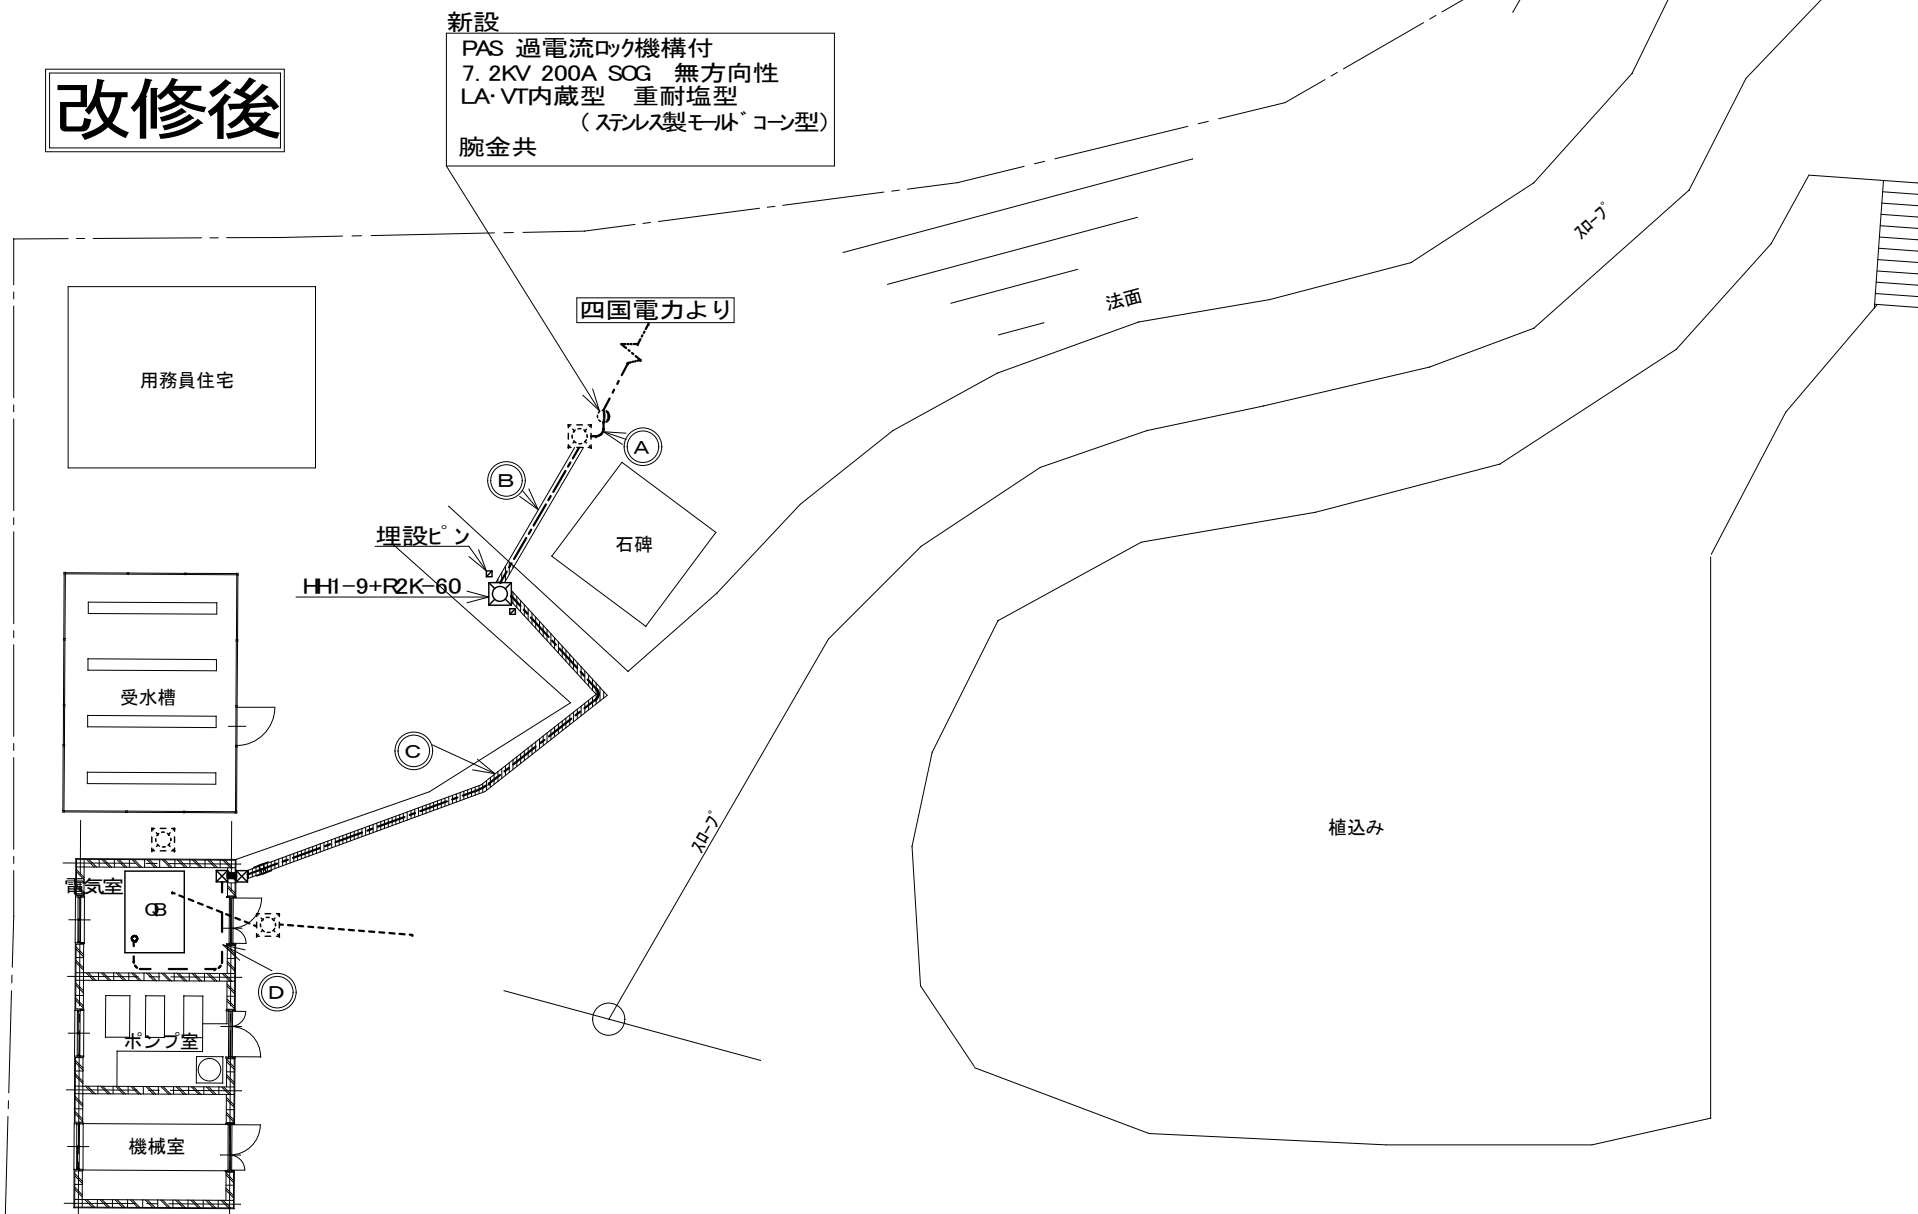 新設
PAS 過電流ロック機構付
7.2KV 200A SOG 無方向性
LA･VT内蔵型 重耐塩型
(ステンレス製モールドコーン型)
腕金共
改修後
四国電力より
スロープ
法面
用務員住宅
A
B
石碑
埋設ピン
HH1-9+R2K-60
受水槽
C
スロープ
植込み
電気室
QB
D
ポンプ室
機械室